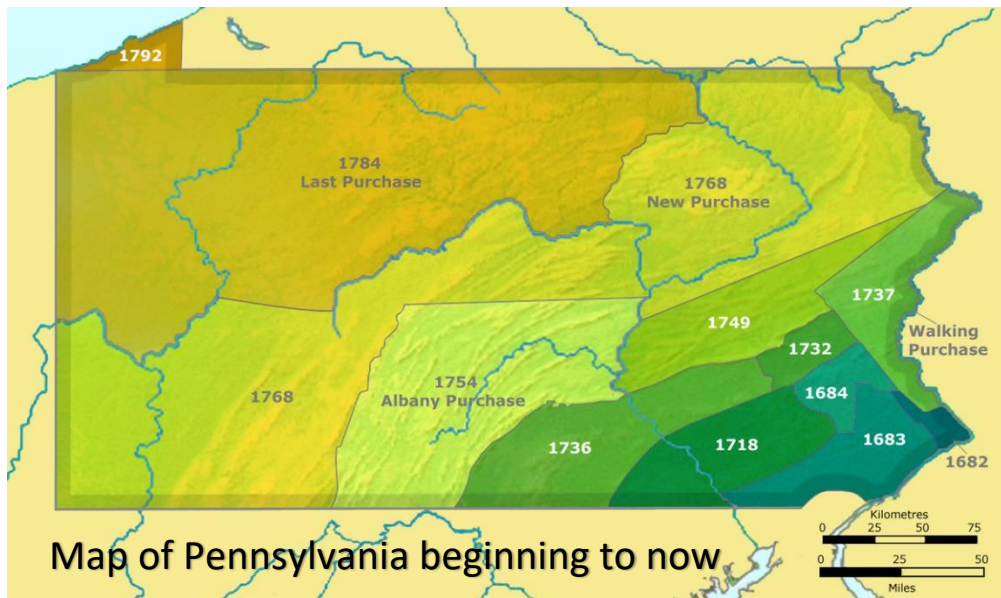 1792
1784
Last Purchase
1768
New Purchase
1737
Walking
Purchase
1749
1732
1684
1754
Albany Purchase
1768
1736
1718
1683
1682
Kilometres
0 25 50 75
0 25 50
Miles
Map of Pennsylvania beginning to now